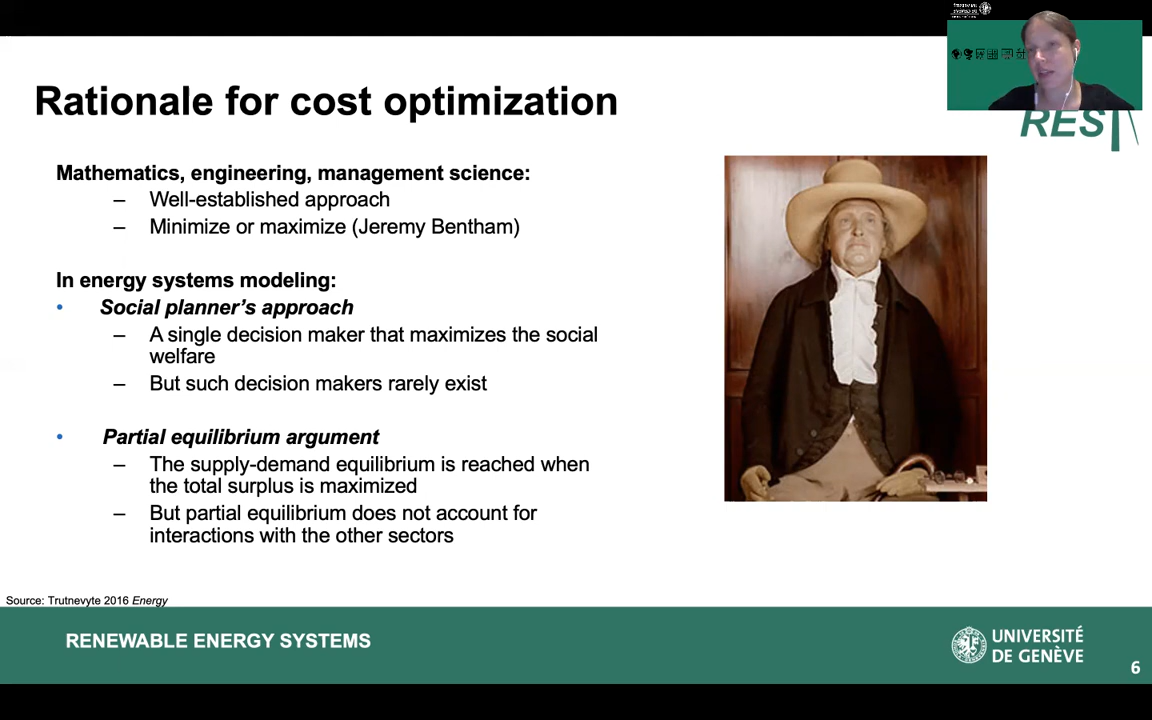 Rationale for cost optimization
RES
Mathematics, engineering, management science:
– Well-established approach
– Minimize or maximize (Jeremy Bentham)
In energy systems modeling:
• Social planner’s approach
– A single decision maker that maximizes the social
welfare
– But such decision makers rarely exist
• Partial equilibrium argument
– The supply-demand equilibrium is reached when
the total surplus is maximized
– But partial equilibrium does not account for
interactions with the other sectors
Source: Trutnevyte 2016 Energy
RENEWABLE ENERGY SYSTEMS
UNIVERSITÉ
DE GENÈVE
6